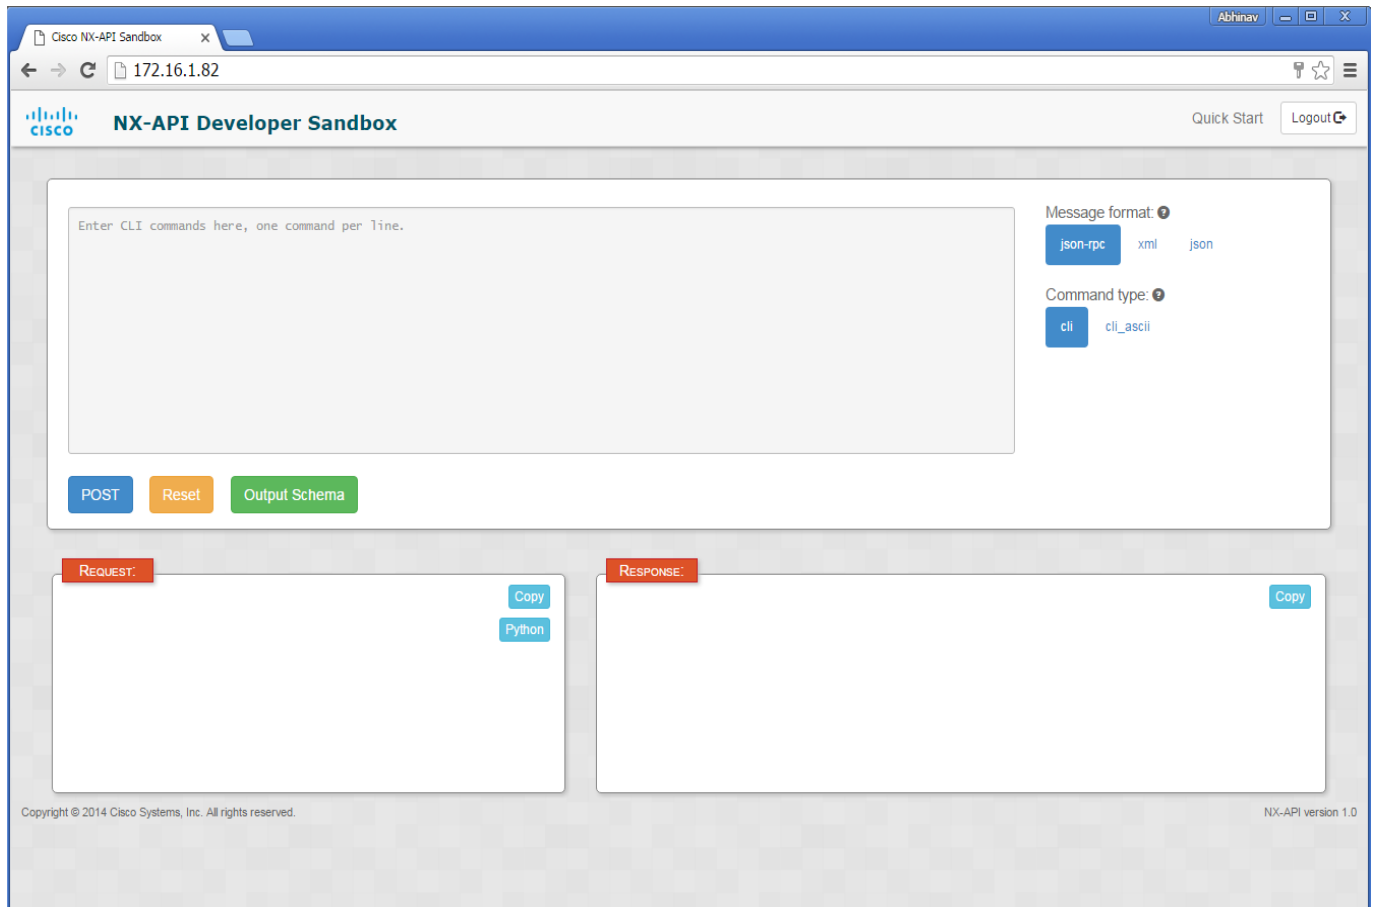 Abhinav
Cisco NX-API Sandbox
172.16.1.82
CISCO
NX-API Developer Sandbox
Quick Start
Logout
Enter CLI commands here, one command per line.
Message format:
json-rpc xml json
Command type:
cli cli_ascii
POST Reset Output Schema
REQUEST:
Copy
Python
RESPONSE:
Copy
Copyright © 2014 Cisco Systems, Inc. All rights reserved.
NX-API version 1.0